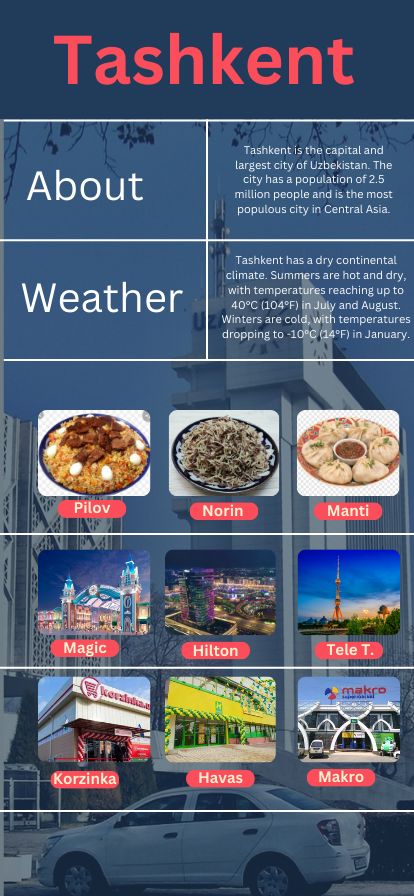 Tashkent
About
Tashkent is the capital and
largest city of Uzbekistan. The
city has a population of 2.5
million people and is the most
populous city in Central Asia.
Weather
Tashkent has a dry continental
climate. Summers are hot and dry,
with temperatures reaching up to
40°C (104°F) in July and August.
Winters are cold, with temperatures
dropping to -10°C (14°F) in January.
Pilov
Norin
Manti
Magic
Hilton
Tele T.
Korzinka.u
makro
supermarket
Korzinka
Havas
Makro